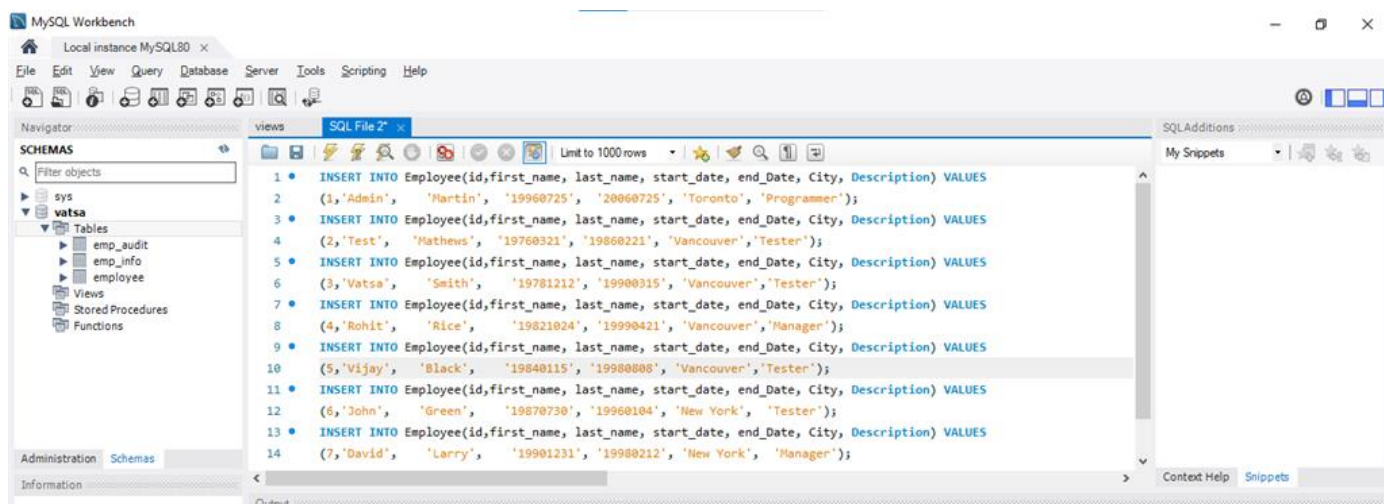 MySQL Workbench
Local instance MySQL80 ×
File Edit View Query Database Server Tools Scripting Help
Navigator
SCHEMAS
Filter objects
sys
vatsa
Tables
emp_audit
emp_info
employee
Views
Stored Procedures
Functions
Administration Schemas
Information
views SQL File 2* ×
Limit to 1000 rows
1 INSERT INTO Employee(id,first_name, last_name, start_date, end_Date, City, Description) VALUES
2 (1,'Admin', 'Martin', '19960725', '20060725', 'Toronto', 'Programmer');
3 INSERT INTO Employee(id,first_name, last_name, start_date, end_Date, City, Description) VALUES
4 (2,'Test', 'Mathews', '19760321', '19860221', 'Vancouver','Tester');
5 INSERT INTO Employee(id,first_name, last_name, start_date, end_Date, City, Description) VALUES
6 (3,'Vatsa', 'Smith', '19781212', '19900315', 'Vancouver','Tester');
7 INSERT INTO Employee(id,first_name, last_name, start_date, end_Date, City, Description) VALUES
8 (4,'Rohit', 'Rice', '19821024', '19990421', 'Vancouver','Manager');
9 INSERT INTO Employee(id,first_name, last_name, start_date, end_Date, City, Description) VALUES
10 (5,'Vijay', 'Black', '19840115', '19980808', 'Vancouver','Tester');
11 INSERT INTO Employee(id,first_name, last_name, start_date, end_Date, City, Description) VALUES
12 (6,'John', 'Green', '19870730', '19960104', 'New York', 'Tester');
13 INSERT INTO Employee(id,first_name, last_name, start_date, end_Date, City, Description) VALUES
14 (7,'David', 'Larry', '19901231', '19980212', 'New York', 'Manager');
Output
SQLAdditions
My Snippets
Context Help Snippets